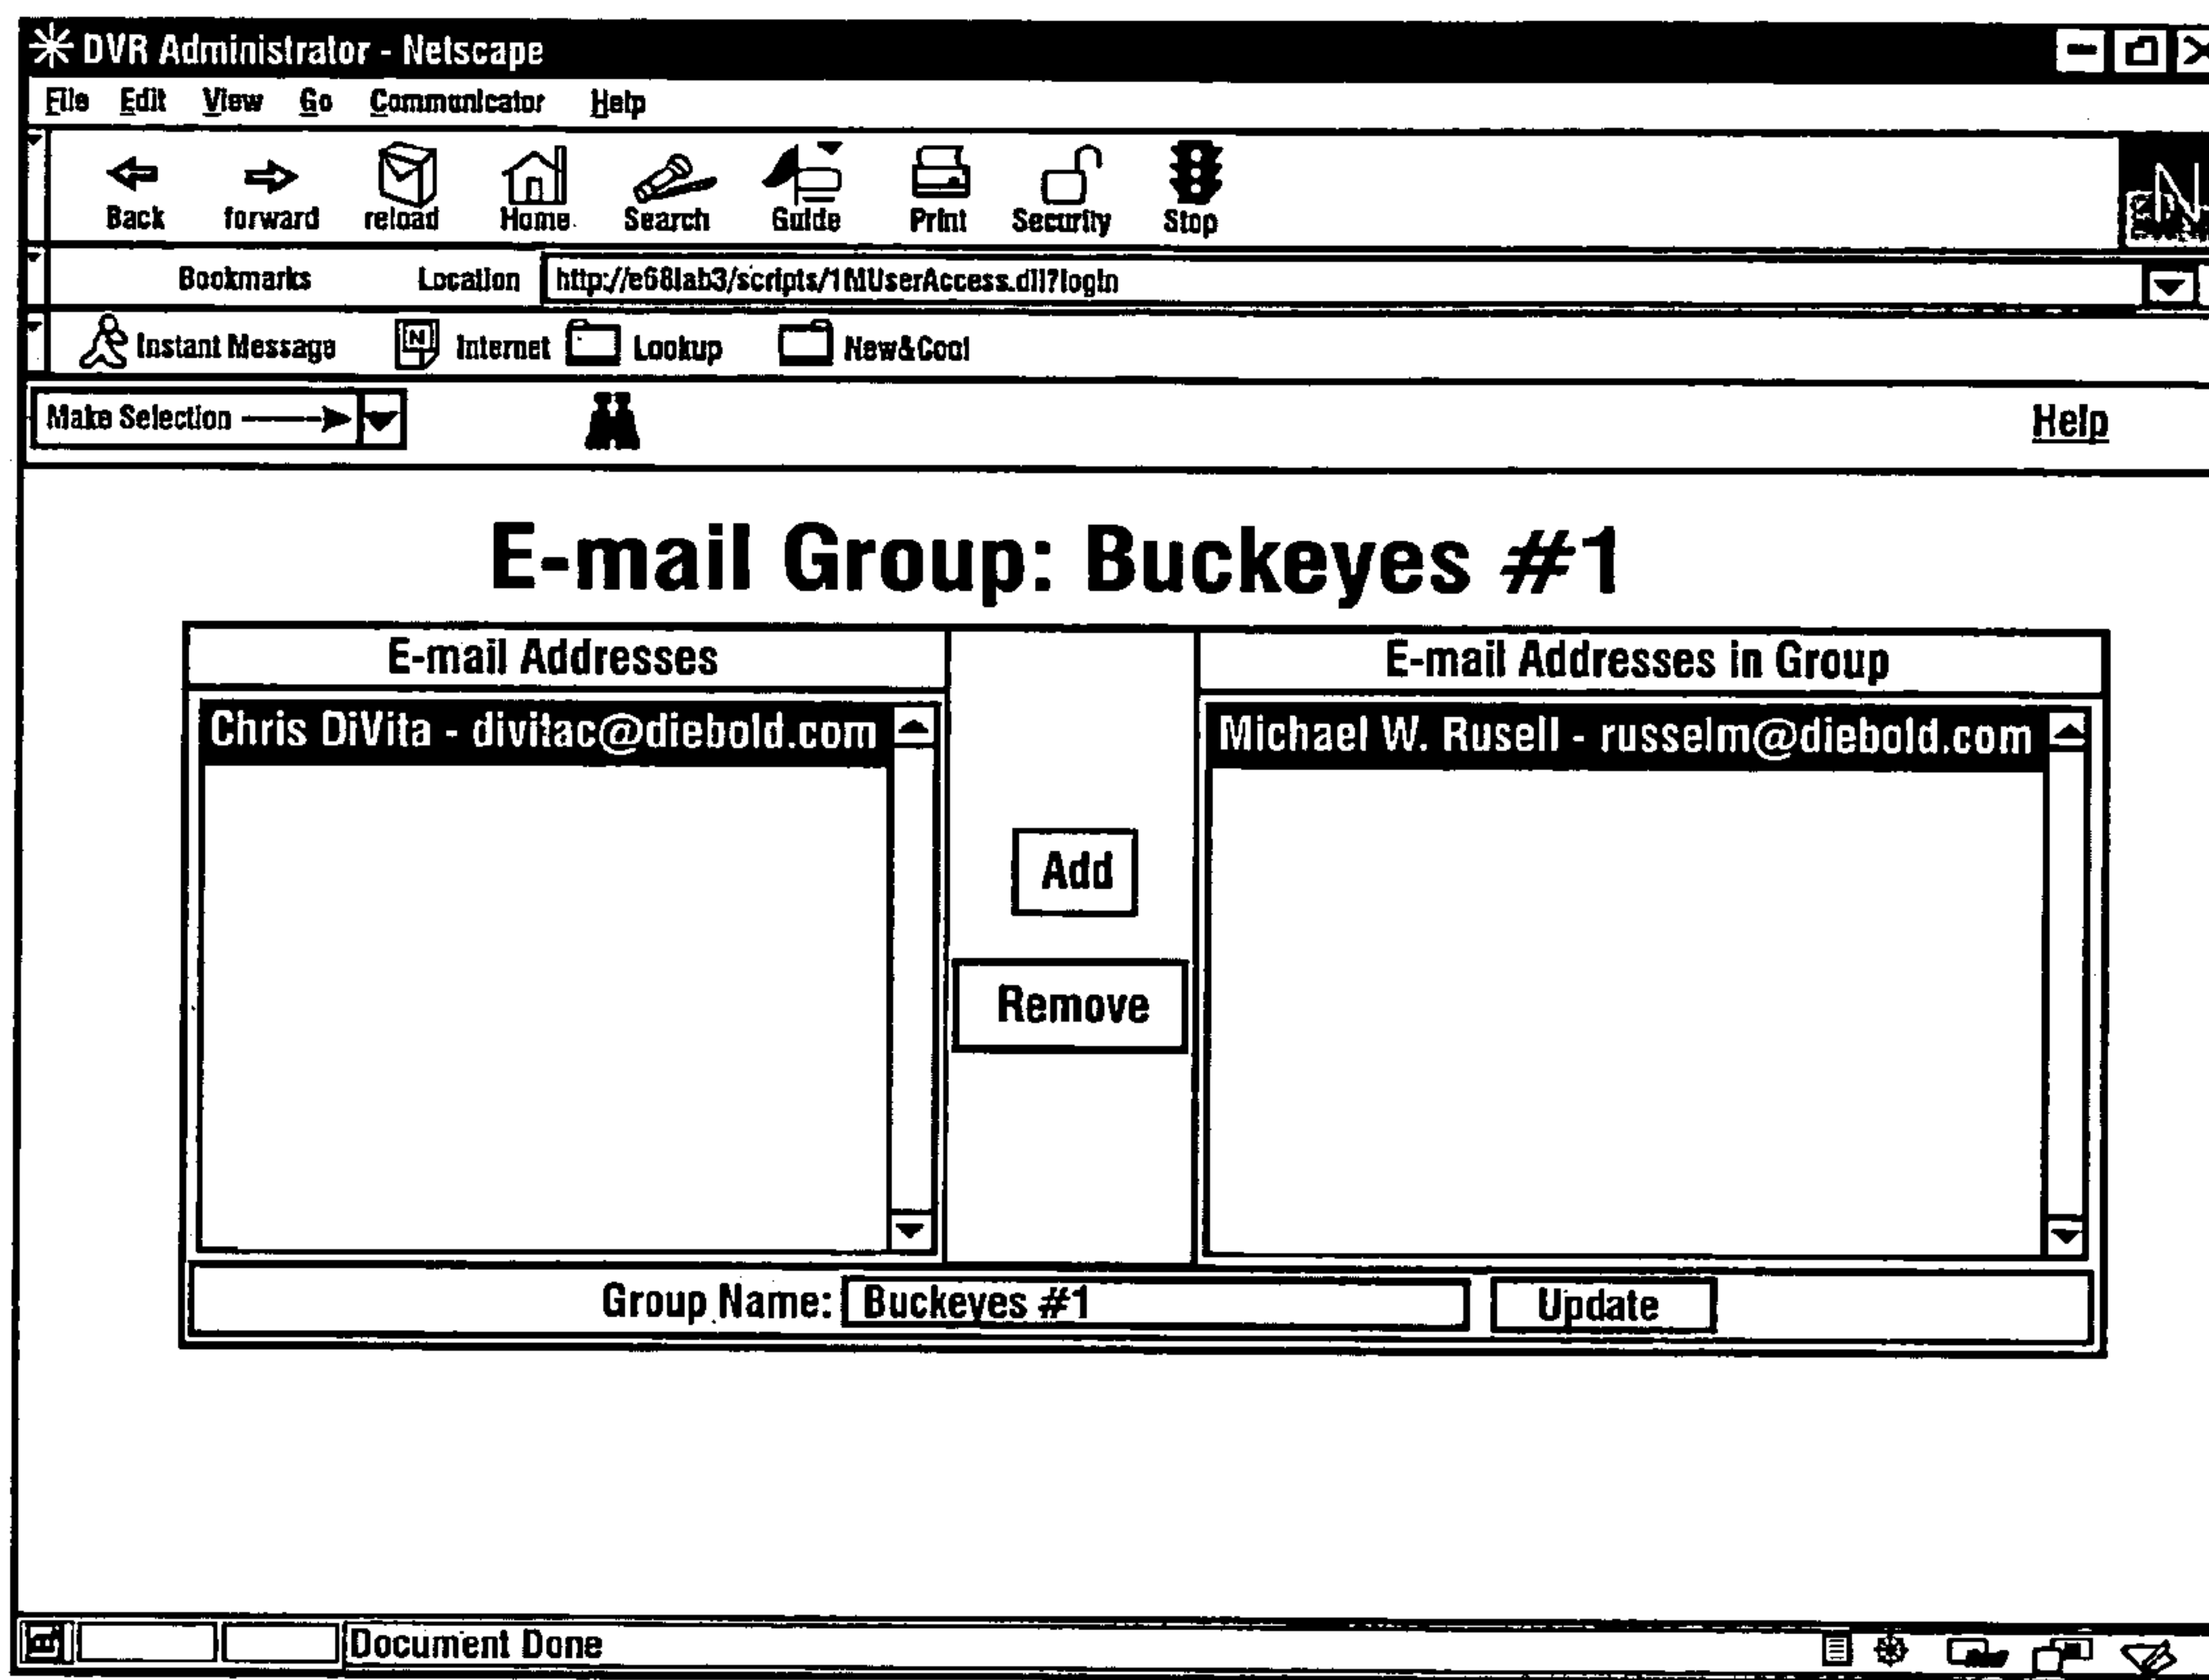 DVR Administrator - Netscape
File Edit View Go Communicator Help
Back forward reload Home Search Guide Print Security Stop
N
Bookmarks Location http://e68lab3/scripts/1MUserAccess.dll?login
Instant Message N Internet Lookup New&Cool
Make Selection Help
E-mail Group: Buckeyes #1
E-mail Addresses E-mail Addresses in Group
Chris DiVita - divitac@diebold.com Michael W. Rusell - russelm@diebold.com
Add
Remove
Group Name: Buckeyes #1 Update
Document Done